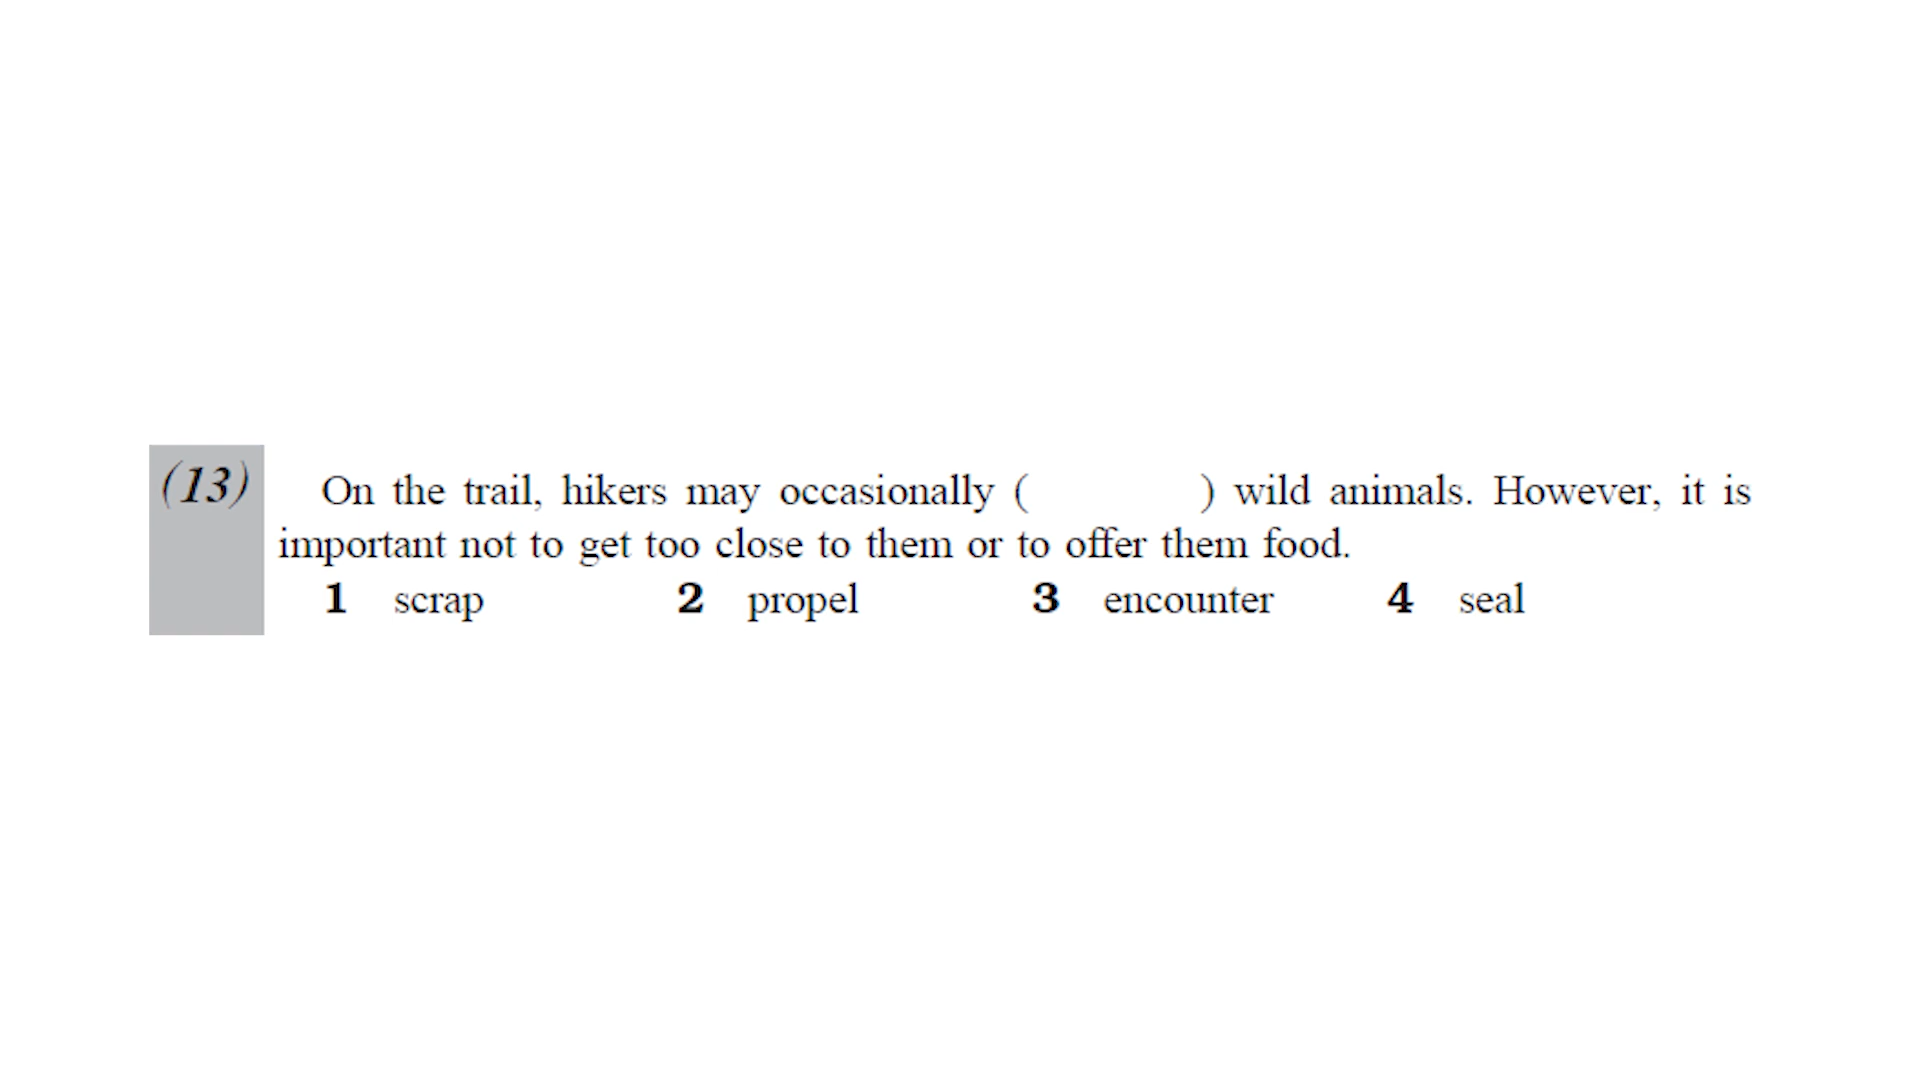 (13) On the trail, hikers may occasionally ( ) wild animals. However, it is
important not to get too close to them or to offer them food.
1 scrap 2 propel 3 encounter 4 seal